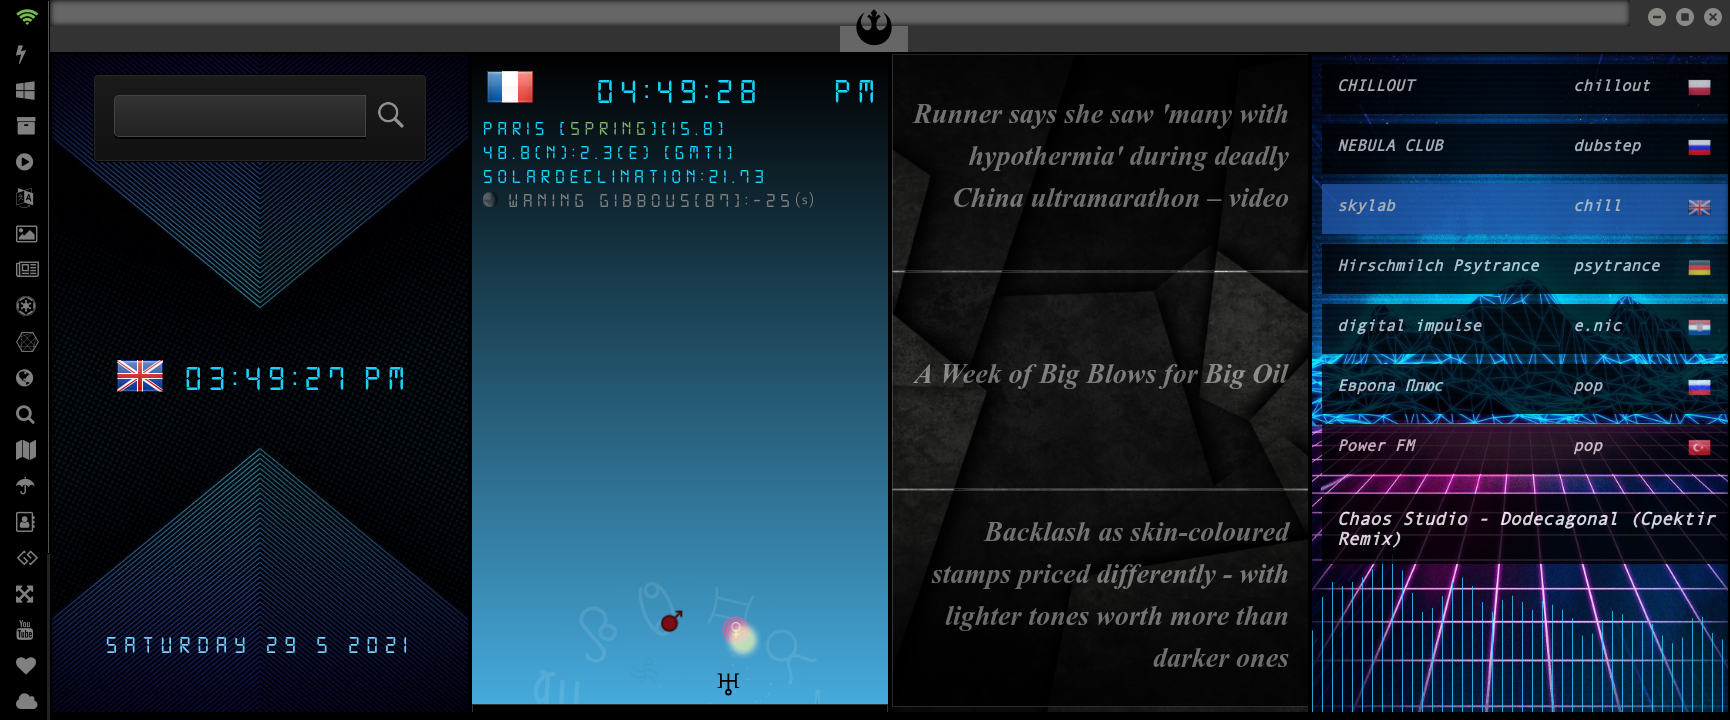 03:49:27 PM
SATURDAY 29 5 2021
04:49:28 PM
PARIS [SPRING](15.8)
48.8(N):2.3(E) [GMT1]
SOLARDECLINATION:21.73
WANING GIBBOUS(87):-25(s)
Runner says she saw 'many with
hypothermia' during deadly
China ultramarathon – video
A Week of Big Blows for Big Oil
Backlash as skin-coloured
stamps priced differently - with
lighter tones worth more than
darker ones
CHILLOUT chillout
NEBULA CLUB dubstep
skylab chill
Hirschmilch Psytrance psytrance
digital impulse e.nic
Европа Плюс pop
Power FM pop
Chaos Studio - Dodecagonal (Cpektir
Remix)
You
Tube